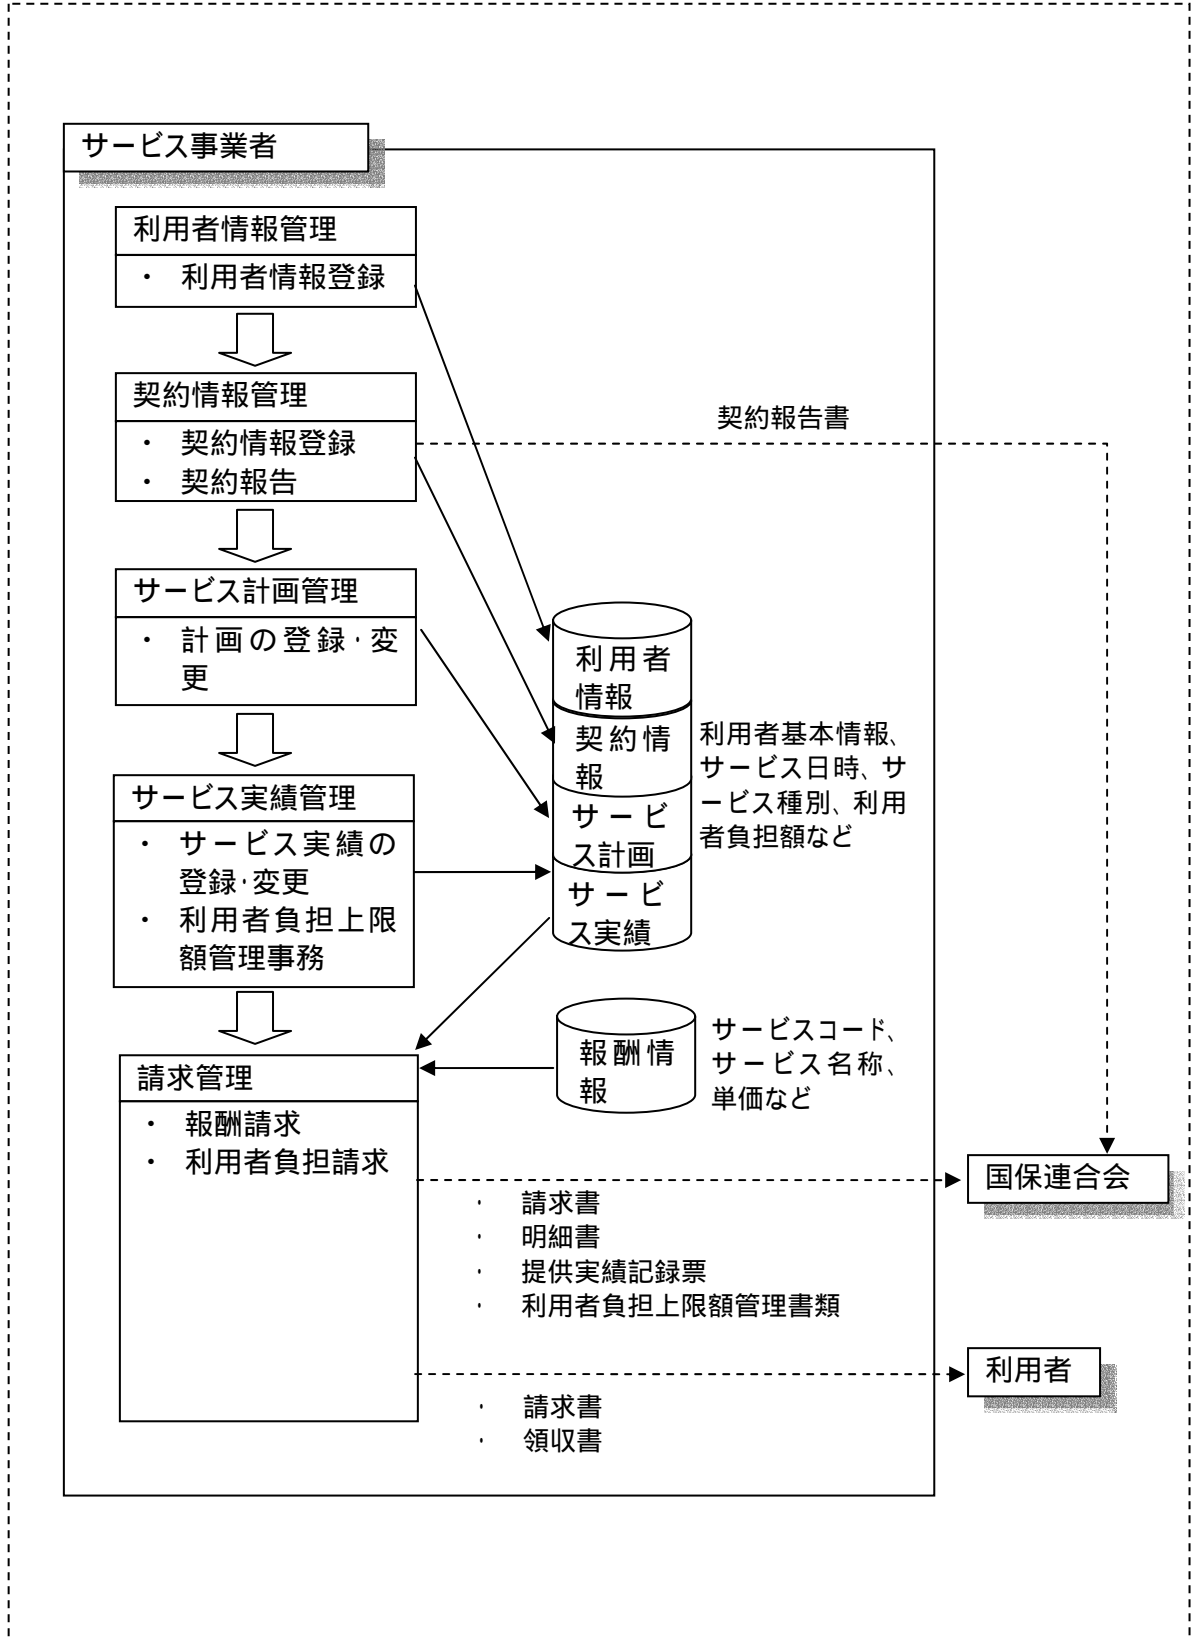 サービス事業者
利用者情報管理
・ 利用者情報登録
契約情報管理
・ 契約情報登録
・ 契約報告
契約報告書
サービス計画管理
・ 計画の登録・変
更
利用者
情報
契約情
報
サービ
ス計画
サービ
ス実績
利用者基本情報、
サービス日時、サ
ービス種別、利用
者負担額など
サービス実績管理
・ サービス実績の
登録・変更
・ 利用者負担上限
額管理事務
報酬情
報
サービスコード、
サービス名称、
単価など
請求管理
・ 報酬請求
・ 利用者負担請求
国保連合会
・ 請求書
・ 明細書
・ 提供実績記録票
・ 利用者負担上限額管理書類
利用者
・ 請求書
・ 領収書